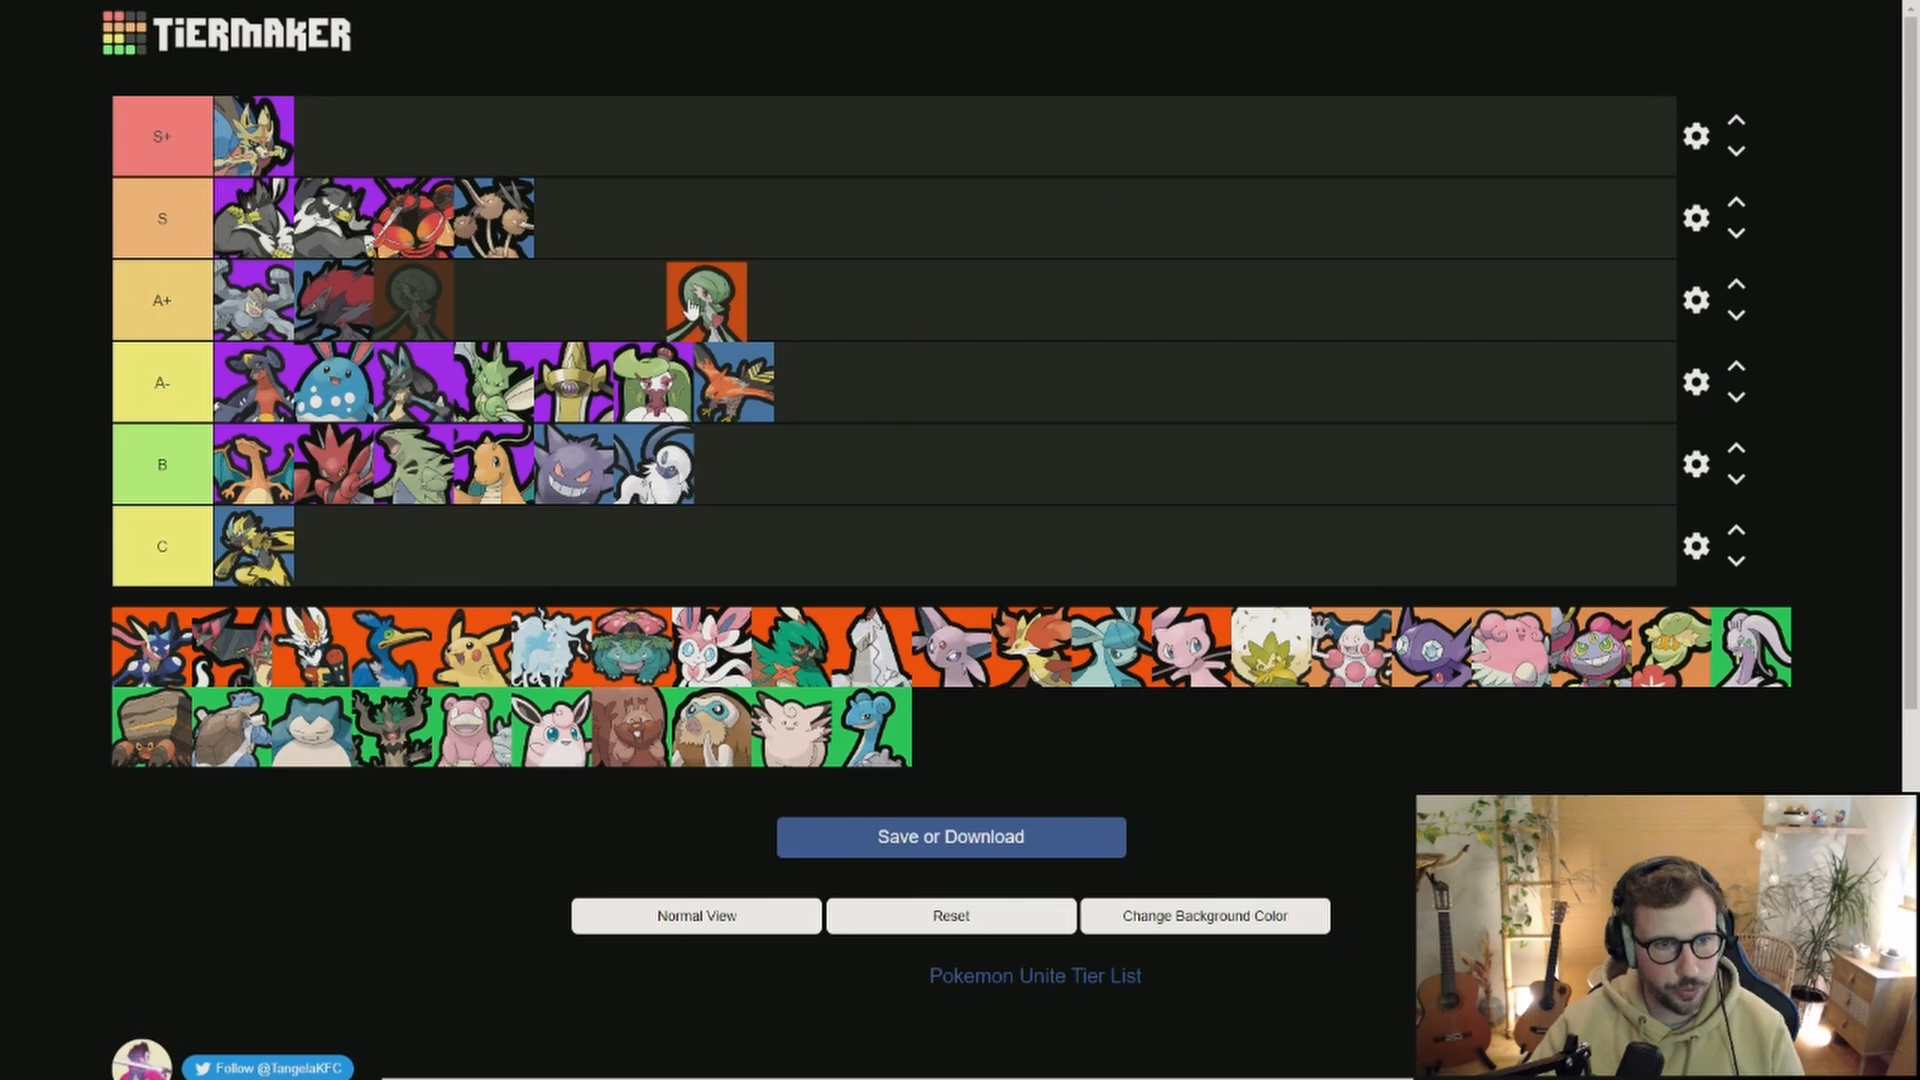 TIERMAKER
S+
S
A+
A-
B
C
Save or Download
Normal View
Reset
Change Background Color
Pokemon Unite Tier List
Follow @TangelaKFC